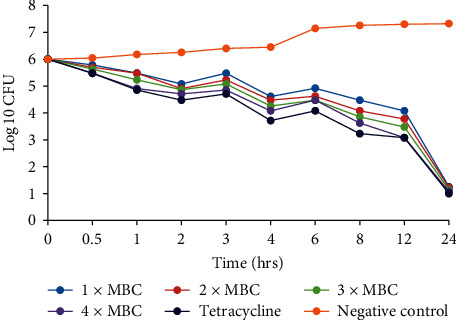 8
7
6
5
4
3
2
1
0
Log 10 CFU
0 0.5 1 2 3 4 6 8 12 24
Time (hrs)
1 × MBC 2 × MBC 3 × MBC
4 × MBC Tetracycline Negative control